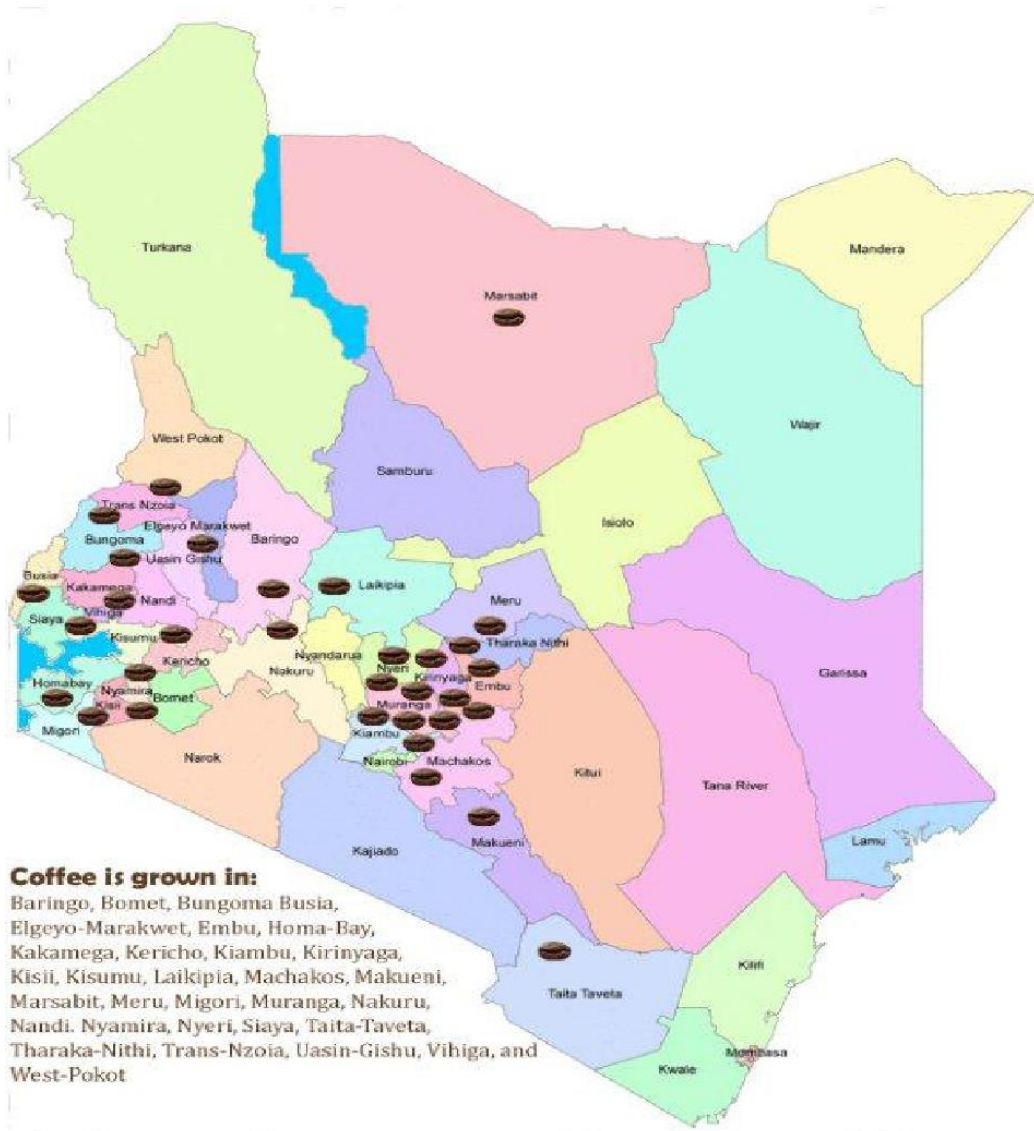 Turkana
Mandera
Marsabit
Wajir
West Pokot
Samburu
Isiolo
Trans Nzoia
Elgeyo Marakwet
Bungoma
Baringo
Uasin Gishu
Busia
Kakamega
Laikipia
Nandi
Meru
Vihiga
Siaya
Kisumu
Tharaka Nithi
Nyandarua
Kericho
Nyeri
Nakuru
Kirinyaga
Garissa
Homabay
Nyamira
Embu
Bomet
Muranga
Kisii
Migori
Kiambu
Narok
Nairobi
Machakos
Kitui
Tana River
Kajiado
Makueni
Lamu
Coffee is grown in:
Baringo, Bomet, Bungoma Busia,
Elgeyo-Marakwet, Embu, Homa-Bay,
Kakamega, Kericho, Kiambu, Kirinyaga,
Kisii, Kisumu, Laikipia, Machakos, Makueni,
Marsabit, Meru, Migori, Muranga, Nakuru,
Nandi. Nyamira, Nyeri, Siaya, Taita-Taveta,
Tharaka-Nithi, Trans-Nzoia, Uasin-Gishu, Vihiga, and
West-Pokot
Kilifi
Taita Taveta
Mombasa
Kwale